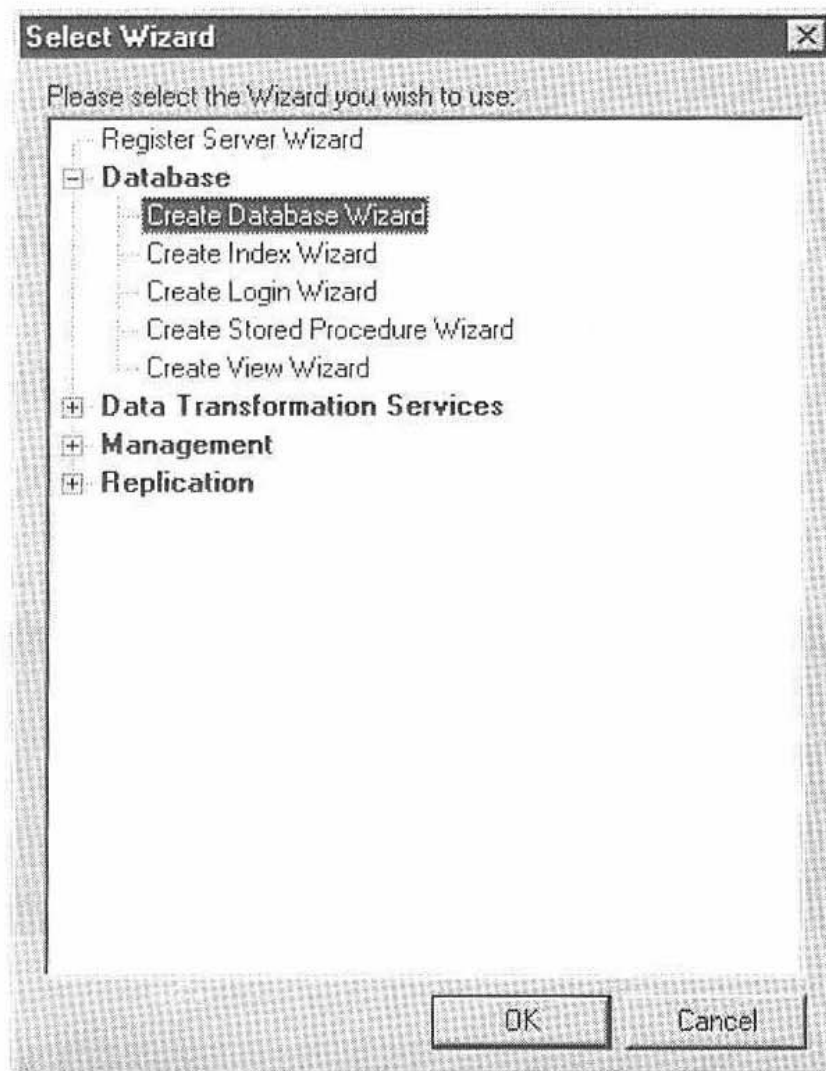 Select Wizard
Please select the Wizard you wish to use:
Register Server Wizard
Database
Create Database Wizard
Create Index Wizard
Create Login Wizard
Create Stored Procedure Wizard
Create View Wizard
Data Transformation Services
Management
Replication
OK
Cancel